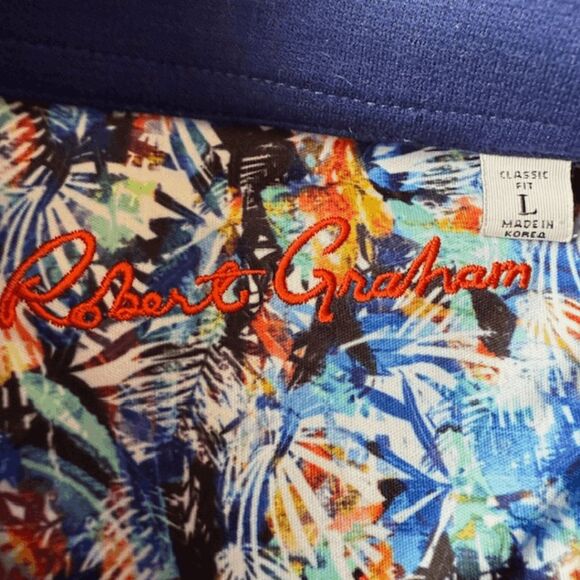 Robert Graham
CLASSIC
FIT
L
MADE IN
KOREA